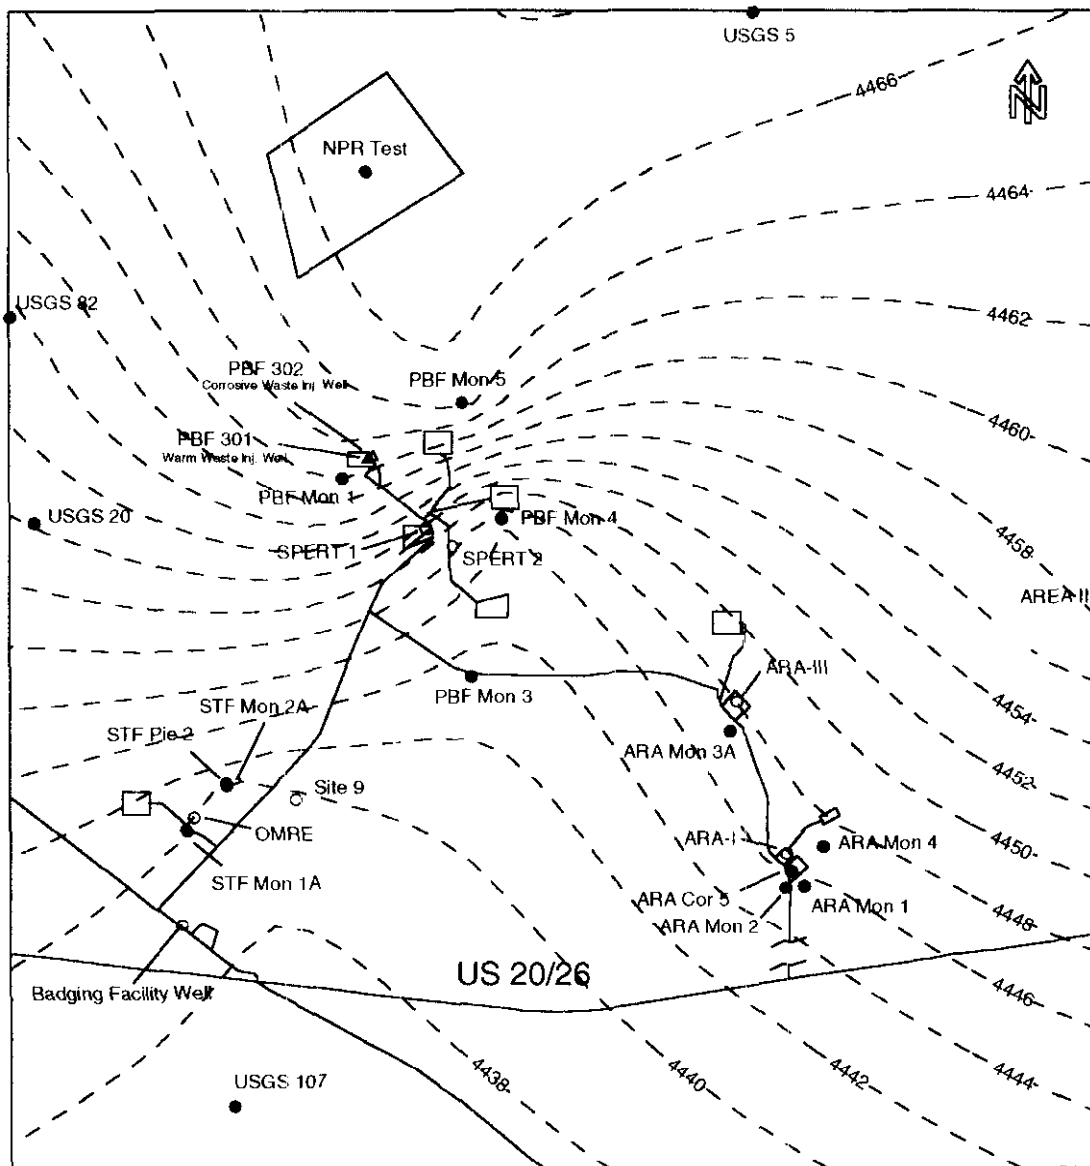 USGS 5
4466
N
NPR Test
4464
USGS 82
4462
PBF 302
Corrosive Waste Inj. Well
PBF Mon 5
PBF 301
Warm Waste Inj. Well
4460
PBF Mon 1
USGS 20
PBF Mon 4
SPERT 1
SPERT 2
4458
AREA II
ARA-III
PBF Mon 3
STF Mon 2A
STF Pie 2
4454
ARA Mon 3A
4452
Site 9
OMRE
ARA-I
ARA Mon 4
4450
STF Mon 1A
ARA Cor 5
ARA Mon 1
ARA Mon 2
4448
US 20/26
Badging Facility Well
4446
4438
4440
4442
4444
USGS 107